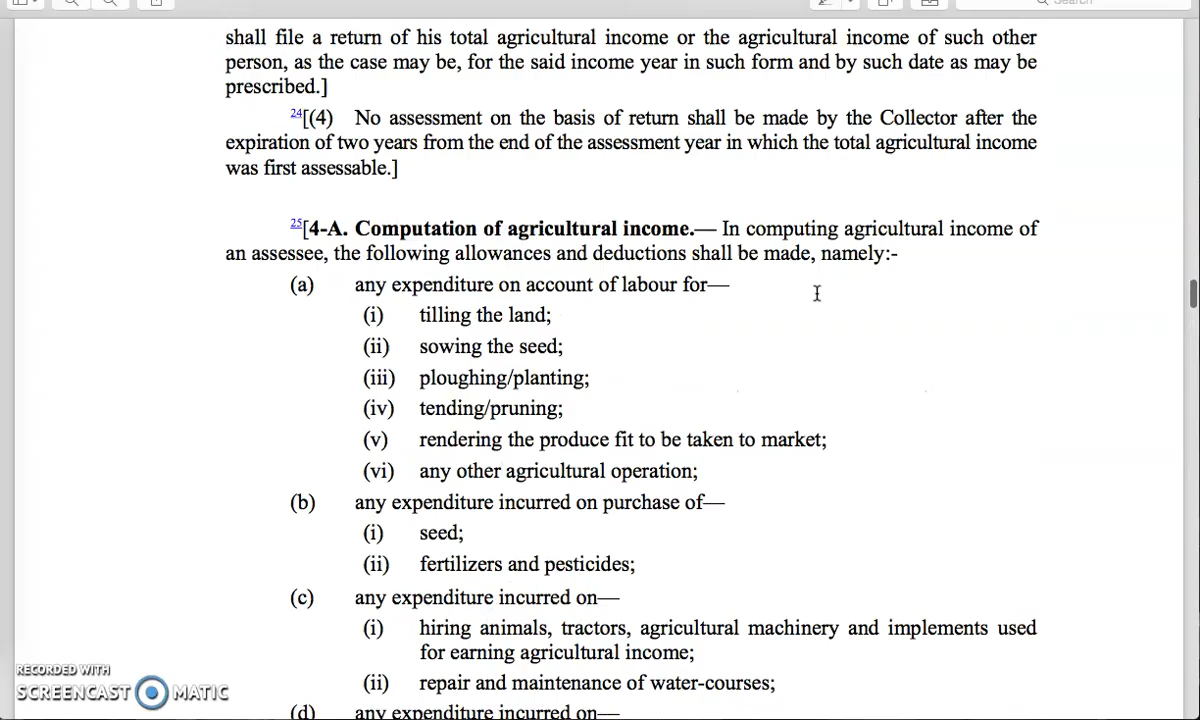 Search
shall file a return of his total agricultural income or the agricultural income of such other
person, as the case may be, for the said income year in such form and by such date as may be
prescribed.]
24[(4) No assessment on the basis of return shall be made by the Collector after the
expiration of two years from the end of the assessment year in which the total agricultural income
was first assessable.]
25[4-A. Computation of agricultural income.— In computing agricultural income of
an assessee, the following allowances and deductions shall be made, namely:-
(a) any expenditure on account of labour for—
(i) tilling the land;
(ii) sowing the seed;
(iii) ploughing/planting;
(iv) tending/pruning;
(v) rendering the produce fit to be taken to market;
(vi) any other agricultural operation;
(b) any expenditure incurred on purchase of—
(i) seed;
(ii) fertilizers and pesticides;
(c) any expenditure incurred on—
(i) hiring animals, tractors, agricultural machinery and implements used
for earning agricultural income;
(ii) repair and maintenance of water-courses;
(d) any expenditure incurred on—
RECORDED WITH
SCREENCAST MATIC